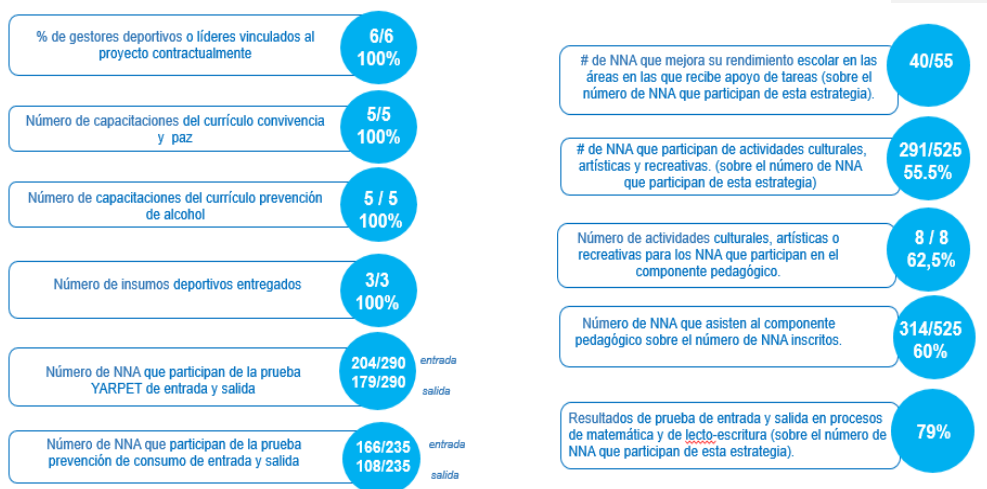 % de gestores deportivos o líderes vinculados al
proyecto contractualmente
6/6
100%
Número de capacitaciones del currículo convivencia
y paz
5/5
100%
Número de capacitaciones del currículo prevención
de alcohol
5 / 5
100%
Número de insumos deportivos entregados
3/3
100%
Número de NNA que participan de la prueba
YARPET de entrada y salida
204/290
179/290
entrada
salida
Número de NNA que participan de la prueba
prevención de consumo de entrada y salida
166/235
108/235
entrada
salida
# de NNA que mejora su rendimiento escolar en las
áreas en las que recibe apoyo de tareas (sobre el
número de NNA que participan de esta estrategia).
40/55
# de NNA que participan de actividades culturales,
artísticas y recreativas. (sobre el número de NNA
que participan de esta estrategia)
291/525
55.5%
Número de actividades culturales, artísticas o
recreativas para los NNA que participan en el
componente pedagógico.
8 / 8
62,5%
Número de NNA que asisten al componente
pedagógico sobre el número de NNA inscritos.
314/525
60%
Resultados de prueba de entrada y salida en procesos
de matemática y de lecto-escritura (sobre el número de
NNA que participan de esta estrategia).
79%